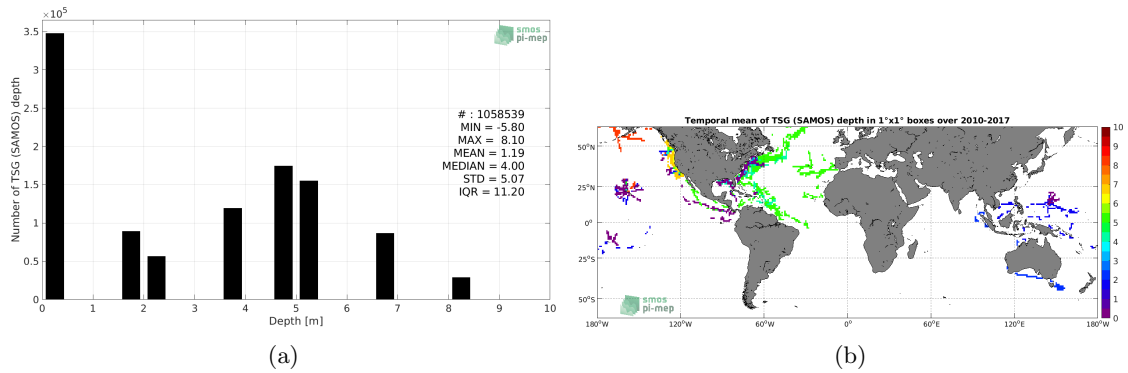 ×10⁵
3.5
3
2.5
2
1.5
1
0.5
0
Number of TSG (SAMOS) depth
smos
pi-mep
# : 1058539
MIN = -5.80
MAX = 8.10
MEAN = 1.19
MEDIAN = 4.00
STD = 5.07
IQR = 11.20
0 1 2 3 4 5 6 7 8 9 10
Depth [m]
(a)
Temporal mean of TSG (SAMOS) depth in 1°x1° boxes over 2010-2017
50°N
25°N
0°
25°S
50°S
smos
pi-mep
180°W 120°W 60°W 0°E 60°E 120°E 180°W
10
9
8
7
6
5
4
3
2
1
0
(b)